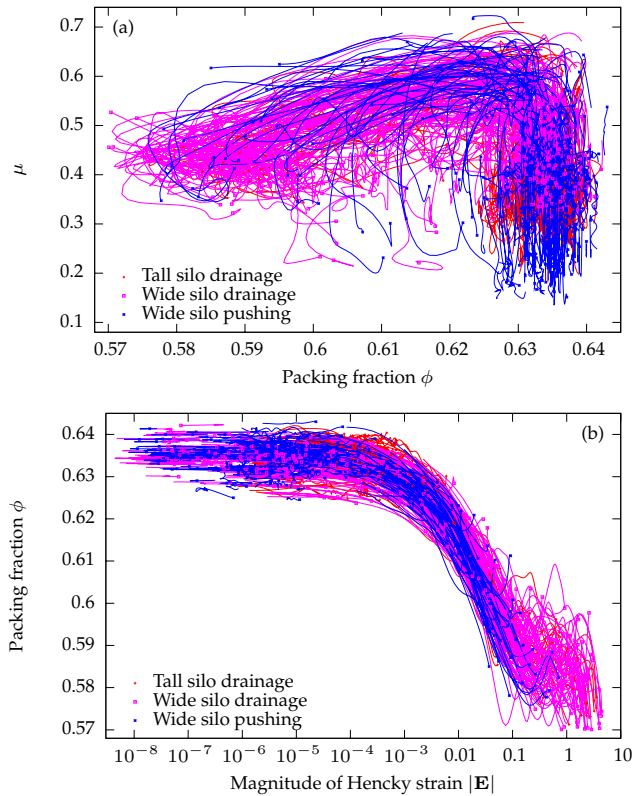 (a)
0.7
0.6
0.5
0.4
0.3
0.2
0.1
μ
Tall silo drainage
Wide silo drainage
Wide silo pushing
0.57 0.58 0.59 0.6 0.61 0.62 0.63 0.64
Packing fraction ϕ
(b)
0.64
0.63
0.62
0.61
0.6
0.59
0.58
0.57
Packing fraction ϕ
Tall silo drainage
Wide silo drainage
Wide silo pushing
10⁻⁸ 10⁻⁷ 10⁻⁶ 10⁻⁵ 10⁻⁴ 10⁻³ 0.01 0.1 1 10
Magnitude of Hencky strain |E|